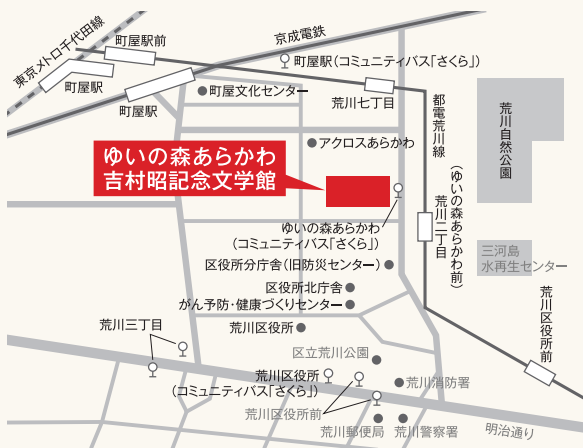 東京メトロ千代田線
町屋駅前
京成電鉄
町屋駅(コミュニティバス「さくら」)
町屋駅
町屋駅
町屋文化センター
荒川七丁目
都電荒川線
荒川自然公園
アクロスあらかわ
ゆいの森あらかわ
吉村昭記念文学館
荒川二丁目
(ゆいの森あらかわ前)
ゆいの森あらかわ
(コミュニティバス「さくら」)
三河島
水再生センター
区役所分庁舎(旧防災センター)
区役所北庁舎
がん予防・健康づくりセンター
荒川区役所前
荒川三丁目
荒川区役所
区立荒川公園
荒川区役所
(コミュニティバス「さくら」)
荒川消防署
荒川区役所前
荒川郵便局
荒川警察署
明治通り